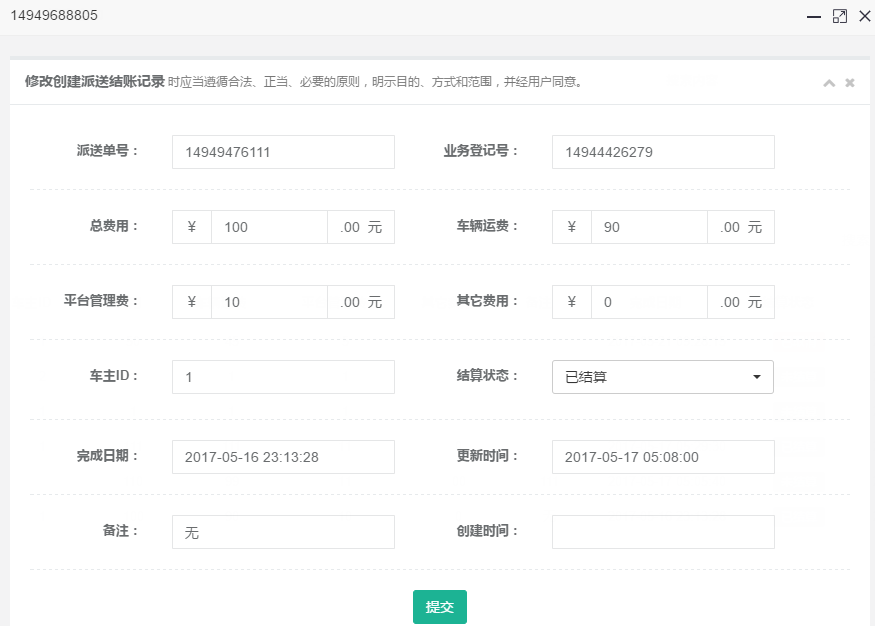 14949688805
修改创建派送结账记录 时应当遵循合法、正当、必要的原则，明示目的、方式和范围，并经用户同意。
派送单号： 14949476111 业务登记号： 14944426279
总费用： ¥ 100 .00 元 车辆运费： ¥ 90 .00 元
平台管理费： ¥ 10 .00 元 其它费用： ¥ 0 .00 元
车主ID： 1 结算状态： 已结算
完成日期： 2017-05-16 23:13:28 更新时间： 2017-05-17 05:08:00
备注： 无 创建时间：
提交